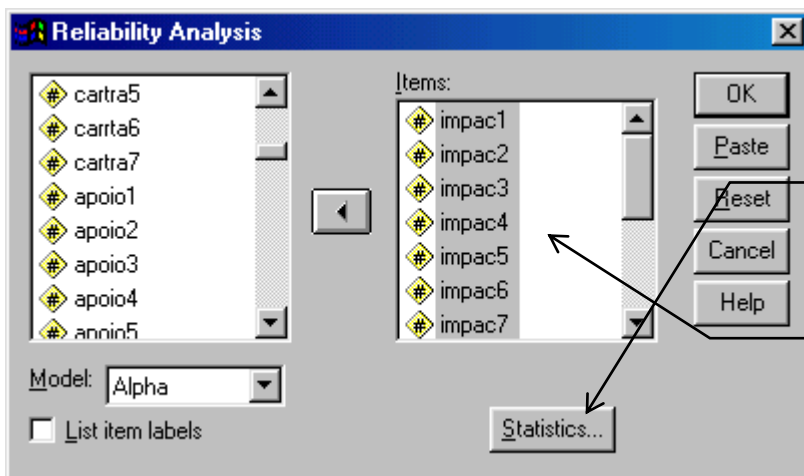 Reliability Analysis
cartra5
carrta6
cartra7
apoio1
apoio2
apoio3
apoio4
apoio5
Model:
Alpha
List item labels
Items:
impac1
impac2
impac3
impac4
impac5
impac6
impac7
Statistics...
OK
Paste
Reset
Cancel
Help